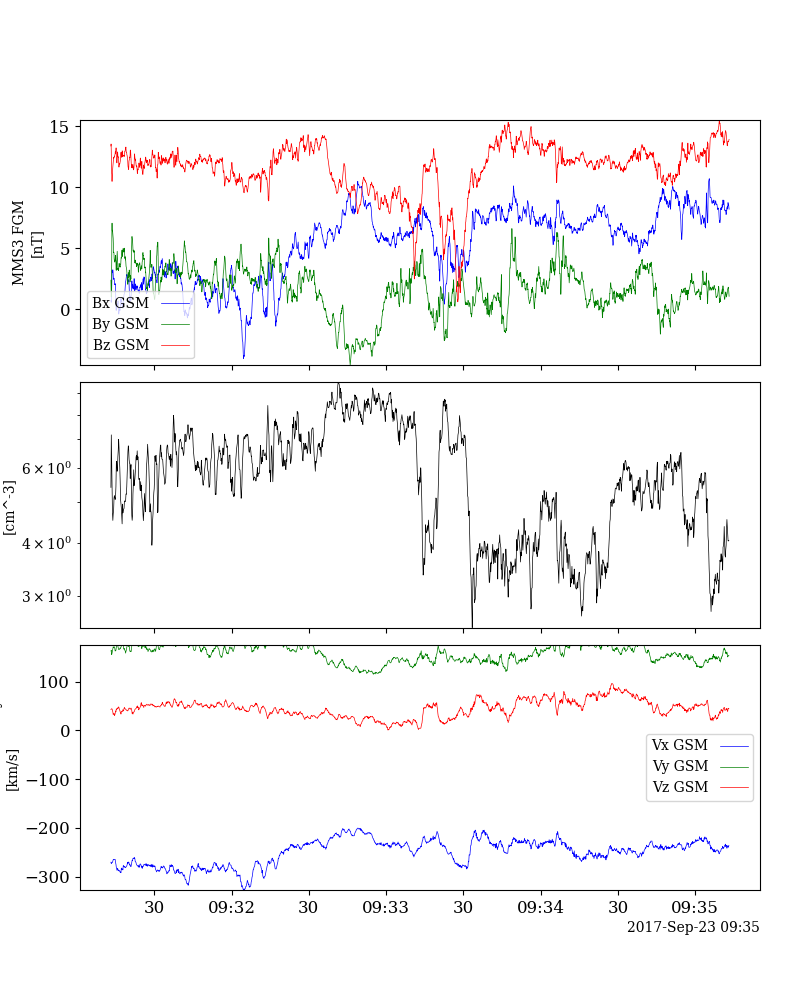 MMS3 FGM
[nT]
15
10
5
0
Bx GSM
By GSM
Bz GSM
[cm^-3]
6 × 10⁰
4 × 10⁰
3 × 10⁰
[km/s]
100
0
−100
−200
−300
Vx GSM
Vy GSM
Vz GSM
30 09:32 30 09:33 30 09:34 30 09:35
2017-Sep-23 09:35